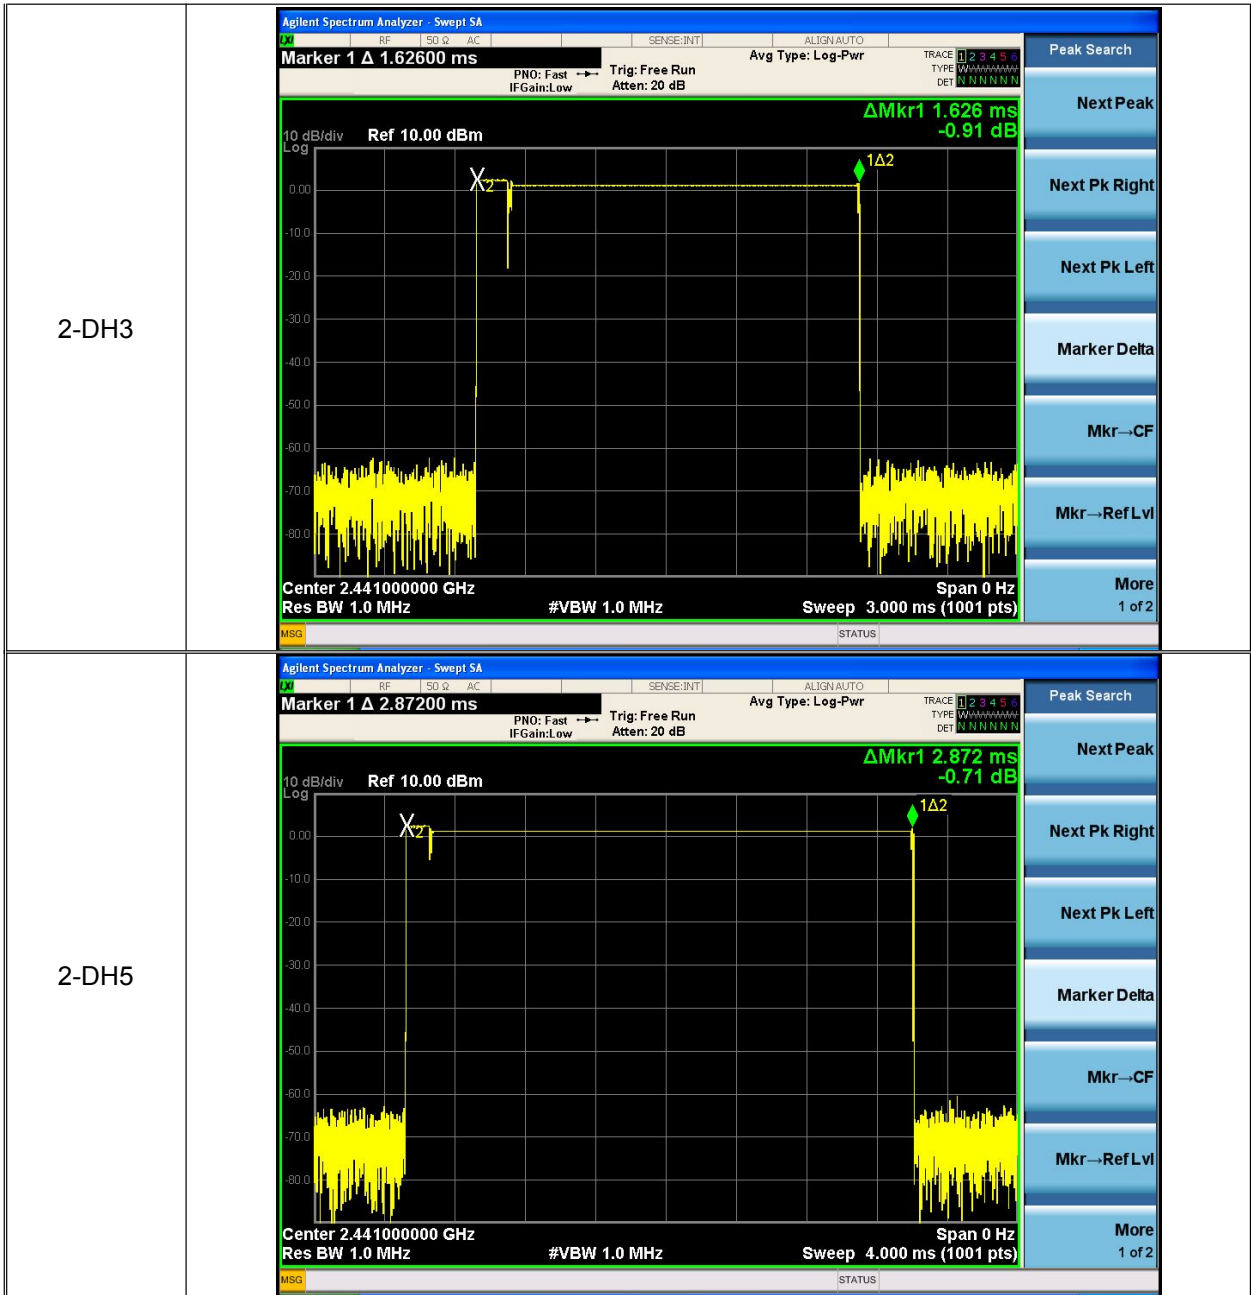 2-DH3
Agilent Spectrum Analyzer - Swept SA
LXI RF 50 Ω AC SENSE:INT ALIGN AUTO
Marker 1 Δ 1.62600 ms
PNO: Fast
IFGain:Low
Trig: Free Run
Atten: 20 dB
Avg Type: Log-Pwr
TRACE 1 2 3 4 5 6
TYPE
DET N N N N N N
ΔMkr1 1.626 ms
-0.91 dB
10 dB/div Ref 10.00 dBm
Log
1Δ2
2
0.00
-10.0
-20.0
-30.0
-40.0
-50.0
-60.0
-70.0
-80.0
Center 2.441000000 GHz Span 0 Hz
Res BW 1.0 MHz #VBW 1.0 MHz Sweep 3.000 ms (1001 pts)
MSG STATUS
Peak Search
Next Peak
Next Pk Right
Next Pk Left
Marker Delta
Mkr→CF
Mkr→Ref Lvl
More
1 of 2
2-DH5
Agilent Spectrum Analyzer - Swept SA
LXI RF 50 Ω AC SENSE:INT ALIGN AUTO
Marker 1 Δ 2.87200 ms
PNO: Fast
IFGain:Low
Trig: Free Run
Atten: 20 dB
Avg Type: Log-Pwr
TRACE 1 2 3 4 5 6
TYPE
DET N N N N N N
ΔMkr1 2.872 ms
-0.71 dB
10 dB/div Ref 10.00 dBm
Log
1Δ2
2
0.00
-10.0
-20.0
-30.0
-40.0
-50.0
-60.0
-70.0
-80.0
Center 2.441000000 GHz Span 0 Hz
Res BW 1.0 MHz #VBW 1.0 MHz Sweep 4.000 ms (1001 pts)
MSG STATUS
Peak Search
Next Peak
Next Pk Right
Next Pk Left
Marker Delta
Mkr→CF
Mkr→Ref Lvl
More
1 of 2